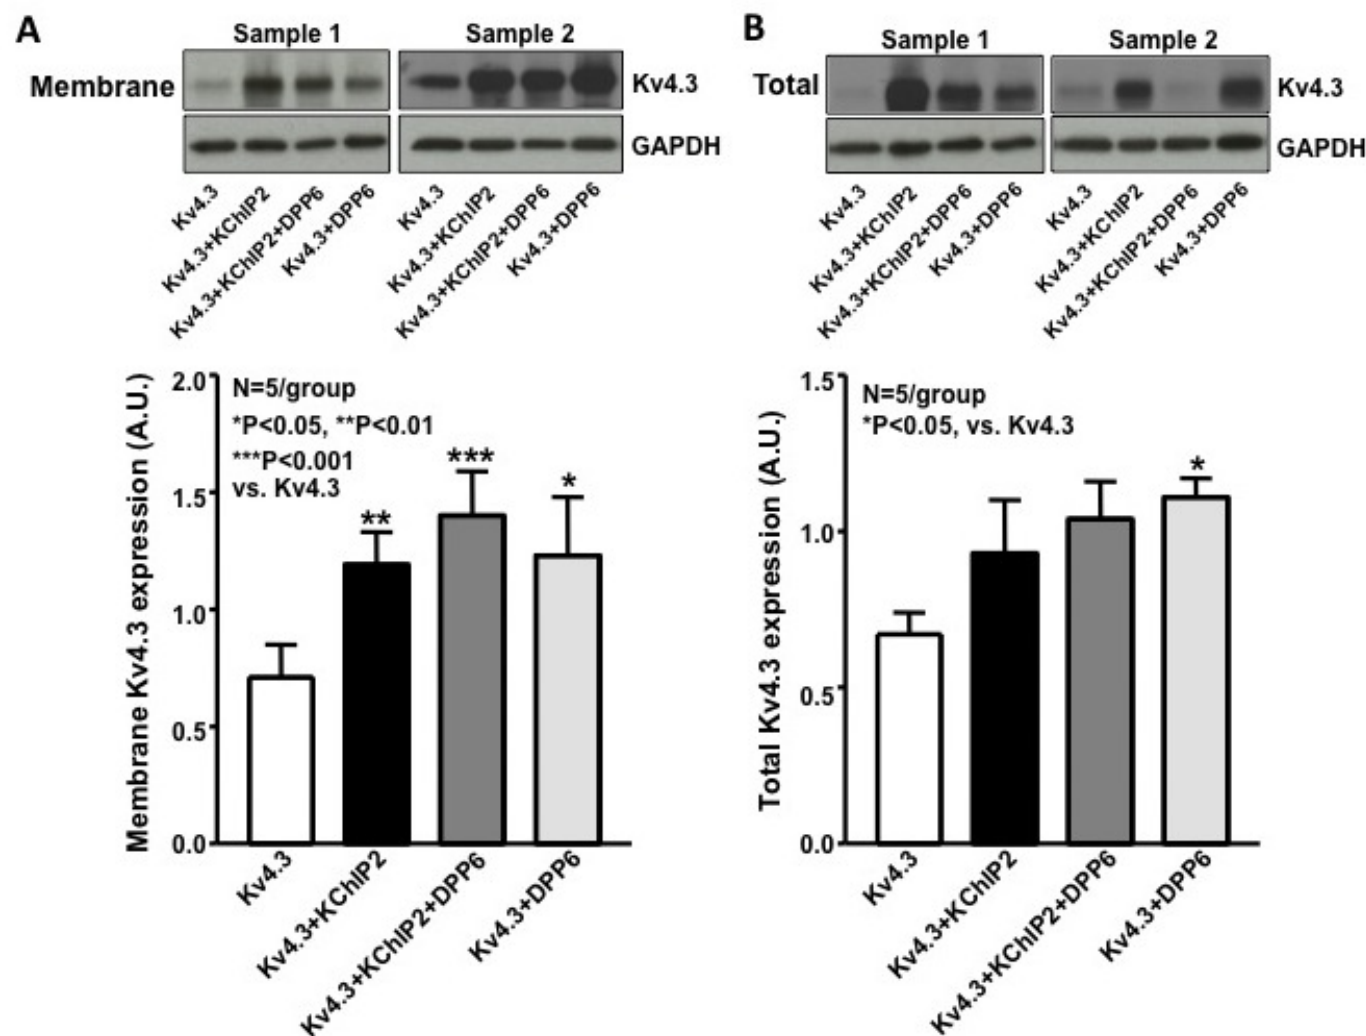 A
Sample 1
Sample 2
Membrane
Kv4.3
GAPDH
Kv4.3
Kv4.3+KChIP2
Kv4.3+KChIP2+DPP6
Kv4.3+DPP6
Kv4.3
Kv4.3+KChIP2
Kv4.3+KChIP2+DPP6
Kv4.3+DPP6
Membrane Kv4.3 expression (A.U.)
2.0
1.5
1.0
0.5
0.0
N=5/group
*P<0.05, **P<0.01
***P<0.001
vs. Kv4.3
**
***
*
Kv4.3
Kv4.3+KChIP2
Kv4.3+KChIP2+DPP6
Kv4.3+DPP6
B
Sample 1
Sample 2
Total
Kv4.3
GAPDH
Kv4.3
Kv4.3+KChIP2
Kv4.3+KChIP2+DPP6
Kv4.3+DPP6
Kv4.3
Kv4.3+KChIP2
Kv4.3+KChIP2+DPP6
Kv4.3+DPP6
Total Kv4.3 expression (A.U.)
1.5
1.0
0.5
0.0
N=5/group
*P<0.05, vs. Kv4.3
*
Kv4.3
Kv4.3+KChIP2
Kv4.3+KChIP2+DPP6
Kv4.3+DPP6